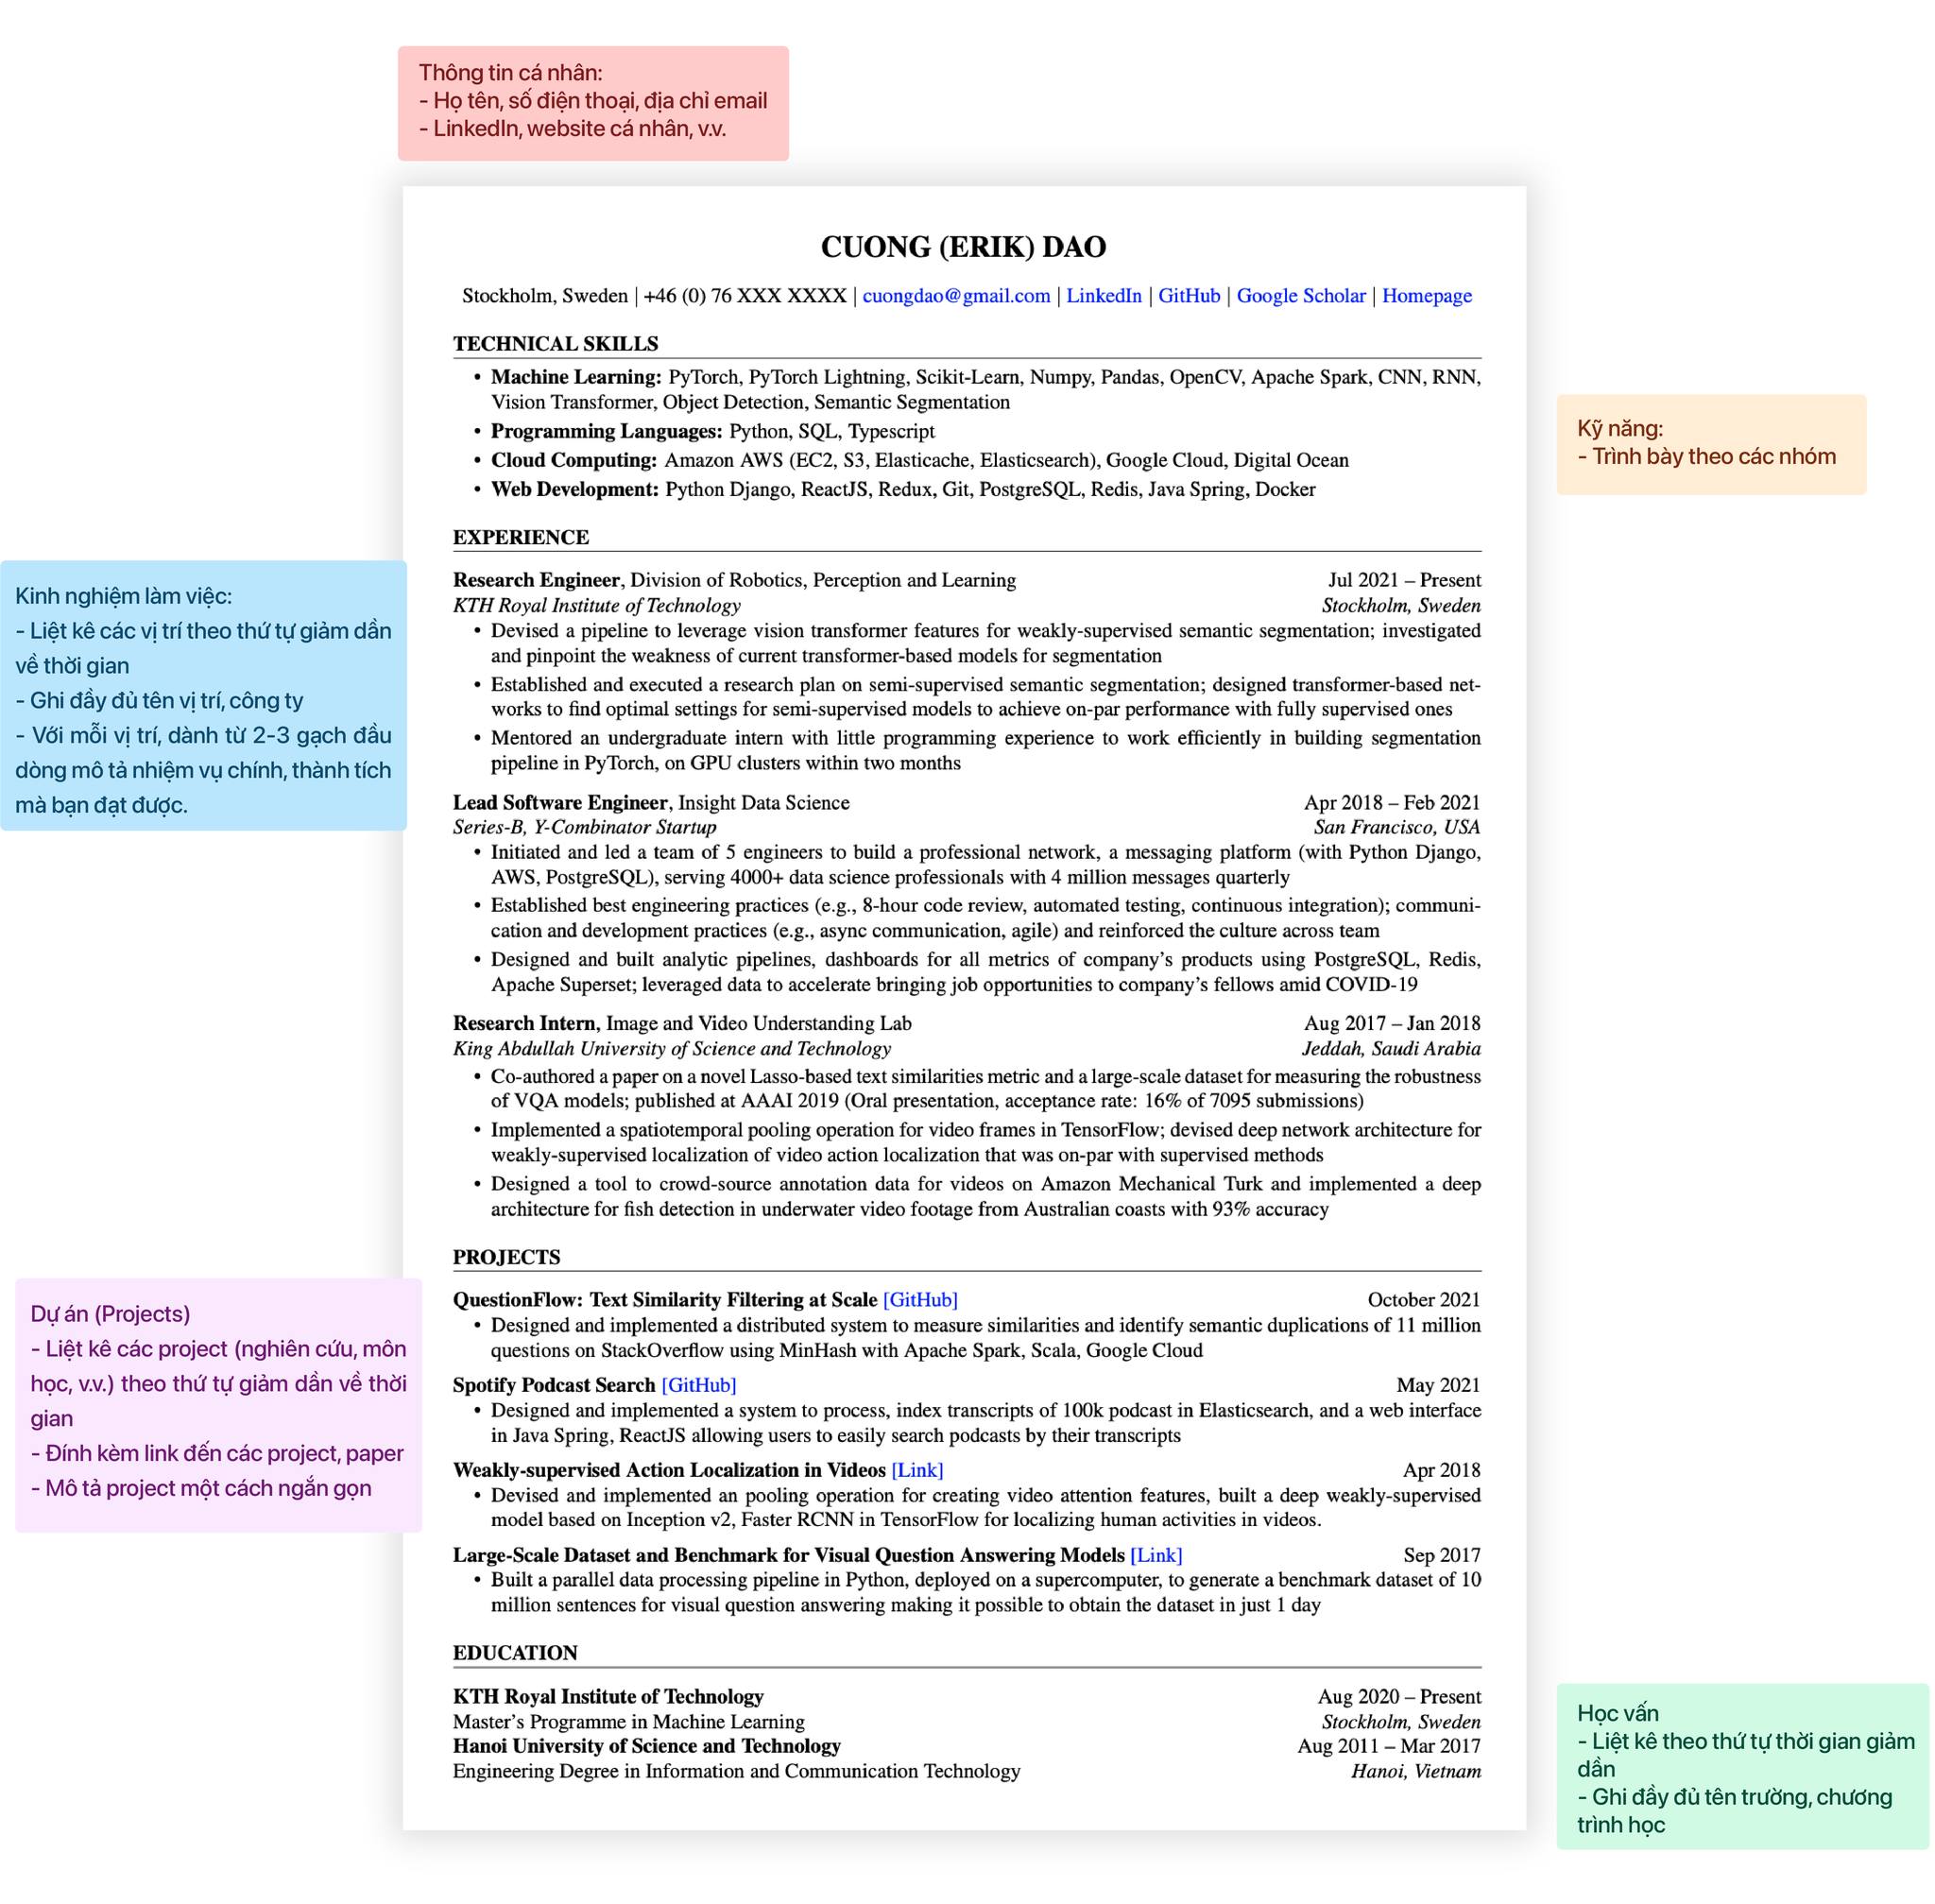 Thông tin cá nhân:
- Họ tên, số điện thoại, địa chỉ email
- LinkedIn, website cá nhân, v.v.
CUONG (ERIK) DAO
Stockholm, Sweden | +46 (0) 76 XXX XXXX | cuongdao@gmail.com | LinkedIn | GitHub | Google Scholar | Homepage
TECHNICAL SKILLS
• Machine Learning: PyTorch, PyTorch Lightning, Scikit-Learn, Numpy, Pandas, OpenCV, Apache Spark, CNN, RNN,
Vision Transformer, Object Detection, Semantic Segmentation
• Programming Languages: Python, SQL, Typescript
• Cloud Computing: Amazon AWS (EC2, S3, Elasticache, Elasticsearch), Google Cloud, Digital Ocean
• Web Development: Python Django, ReactJS, Redux, Git, PostgreSQL, Redis, Java Spring, Docker
Kỹ năng:
- Trình bày theo các nhóm
EXPERIENCE
Research Engineer, Division of Robotics, Perception and Learning Jul 2021 – Present
KTH Royal Institute of Technology Stockholm, Sweden
• Devised a pipeline to leverage vision transformer features for weakly-supervised semantic segmentation; investigated
and pinpoint the weakness of current transformer-based models for segmentation
• Established and executed a research plan on semi-supervised semantic segmentation; designed transformer-based net-
works to find optimal settings for semi-supervised models to achieve on-par performance with fully supervised ones
• Mentored an undergraduate intern with little programming experience to work efficiently in building segmentation
pipeline in PyTorch, on GPU clusters within two months
Lead Software Engineer, Insight Data Science Apr 2018 – Feb 2021
Series-B, Y-Combinator Startup San Francisco, USA
• Initiated and led a team of 5 engineers to build a professional network, a messaging platform (with Python Django,
AWS, PostgreSQL), serving 4000+ data science professionals with 4 million messages quarterly
• Established best engineering practices (e.g., 8-hour code review, automated testing, continuous integration); communi-
cation and development practices (e.g., async communication, agile) and reinforced the culture across team
• Designed and built analytic pipelines, dashboards for all metrics of company's products using PostgreSQL, Redis,
Apache Superset; leveraged data to accelerate bringing job opportunities to company's fellows amid COVID-19
Research Intern, Image and Video Understanding Lab Aug 2017 – Jan 2018
King Abdullah University of Science and Technology Jeddah, Saudi Arabia
• Co-authored a paper on a novel Lasso-based text similarities metric and a large-scale dataset for measuring the robustness
of VQA models; published at AAAI 2019 (Oral presentation, acceptance rate: 16% of 7095 submissions)
• Implemented a spatiotemporal pooling operation for video frames in TensorFlow; devised deep network architecture for
weakly-supervised localization of video action localization that was on-par with supervised methods
• Designed a tool to crowd-source annotation data for videos on Amazon Mechanical Turk and implemented a deep
architecture for fish detection in underwater video footage from Australian coasts with 93% accuracy
Kinh nghiệm làm việc:
- Liệt kê các vị trí theo thứ tự giảm dần
về thời gian
- Ghi đầy đủ tên vị trí, công ty
- Với mỗi vị trí, dành từ 2-3 gạch đầu
dòng mô tả nhiệm vụ chính, thành tích
mà bạn đạt được.
PROJECTS
QuestionFlow: Text Similarity Filtering at Scale [GitHub] October 2021
• Designed and implemented a distributed system to measure similarities and identify semantic duplications of 11 million
questions on StackOverflow using MinHash with Apache Spark, Scala, Google Cloud
Spotify Podcast Search [GitHub] May 2021
• Designed and implemented a system to process, index transcripts of 100k podcast in Elasticsearch, and a web interface
in Java Spring, ReactJS allowing users to easily search podcasts by their transcripts
Weakly-supervised Action Localization in Videos [Link] Apr 2018
• Devised and implemented an pooling operation for creating video attention features, built a deep weakly-supervised
model based on Inception v2, Faster RCNN in TensorFlow for localizing human activities in videos.
Large-Scale Dataset and Benchmark for Visual Question Answering Models [Link] Sep 2017
• Built a parallel data processing pipeline in Python, deployed on a supercomputer, to generate a benchmark dataset of 10
million sentences for visual question answering making it possible to obtain the dataset in just 1 day
Dự án (Projects)
- Liệt kê các project (nghiên cứu, môn
học, v.v.) theo thứ tự giảm dần về thời
gian
- Đính kèm link đến các project, paper
- Mô tả project một cách ngắn gọn
EDUCATION
KTH Royal Institute of Technology Aug 2020 – Present
Master's Programme in Machine Learning Stockholm, Sweden
Hanoi University of Science and Technology Aug 2011 – Mar 2017
Engineering Degree in Information and Communication Technology Hanoi, Vietnam
Học vấn
- Liệt kê theo thứ tự thời gian giảm
dần
- Ghi đầy đủ tên trường, chương
trình học